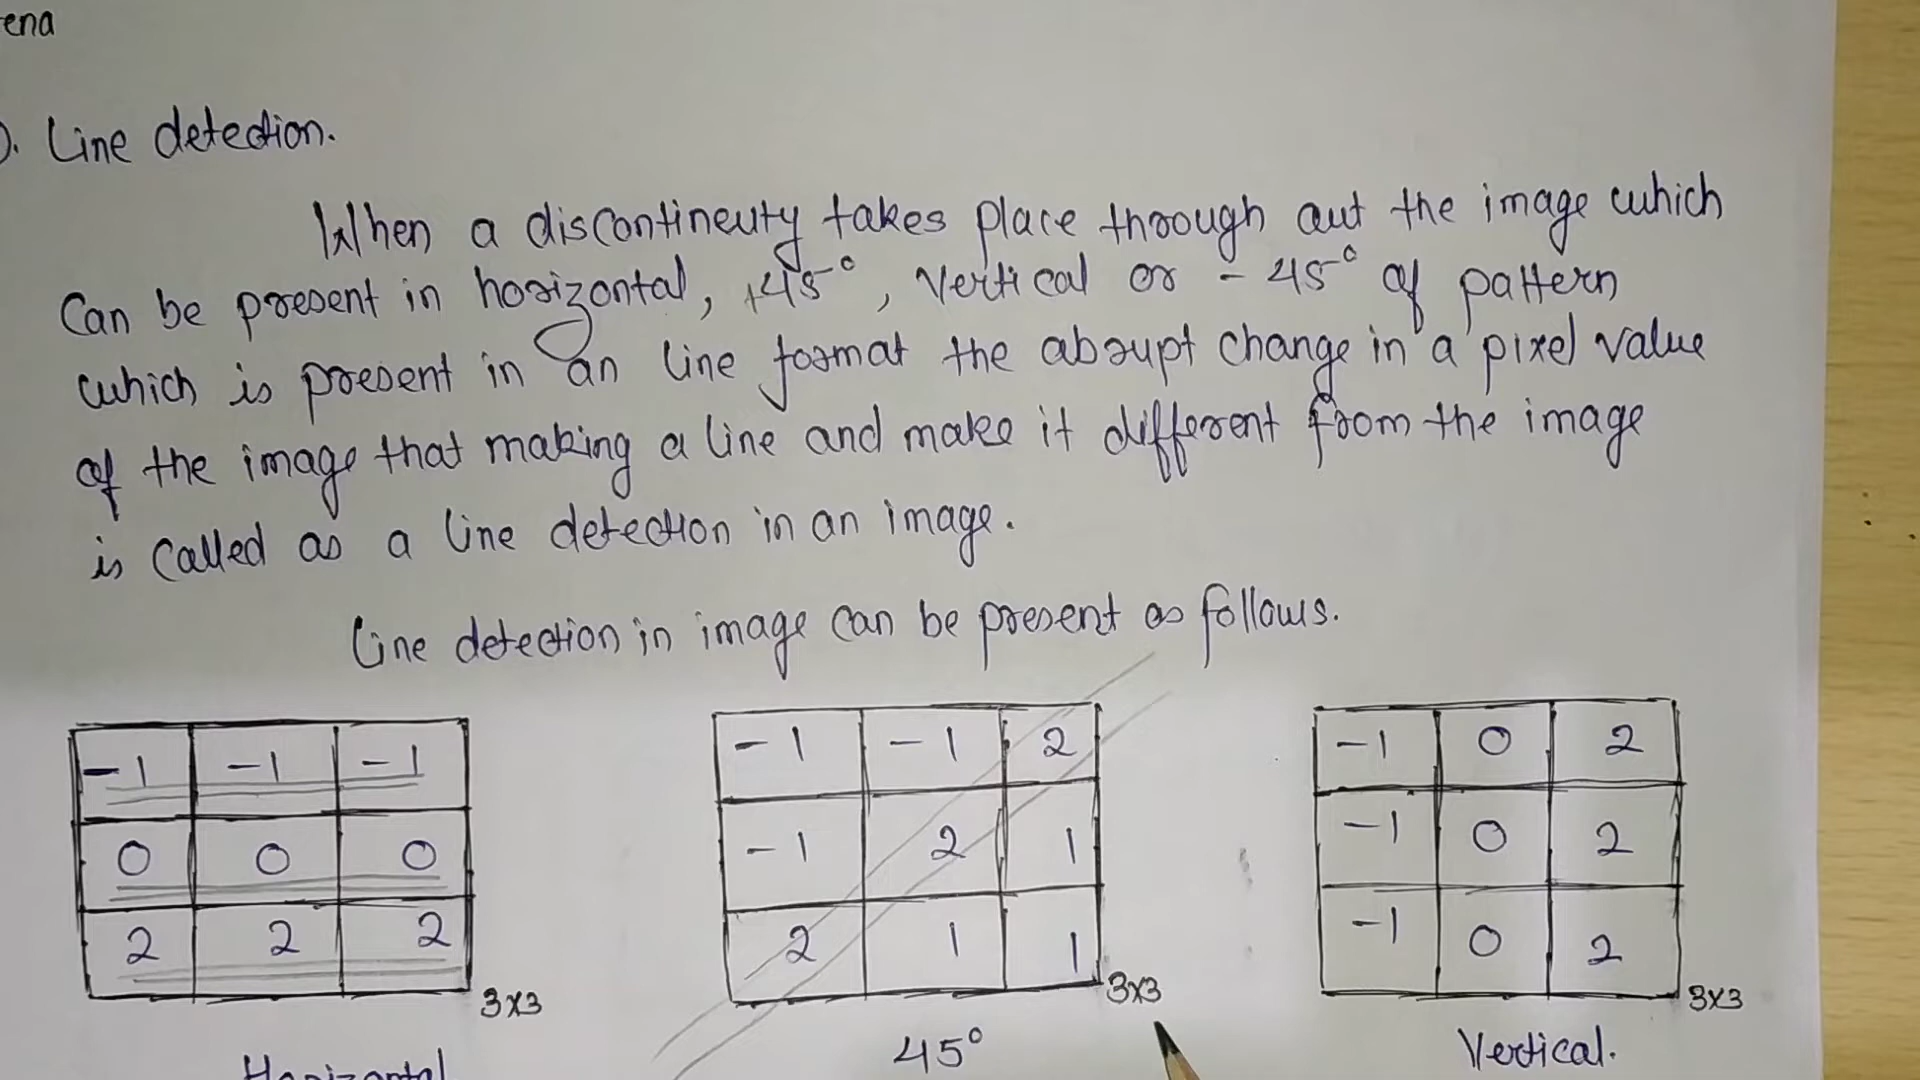 ena
). Line detection.
When a discontineuty takes place through aut the image which
Can be present in horizontal, +45°, Vertical or - 45° of pattern
which is present in an line format the abrupt change in a pixel value
of the image that making a line and make it different from the image
is called as a line detection in an image.
Line detection in image can be present as follows.
-1 -1 -1
0 0 0
2 2 2
3x3
Horizontal
-1 -1 2
-1 2 1
2 1 1
3x3
45°
-1 0 2
-1 0 2
-1 0 2
3x3
Vertical.